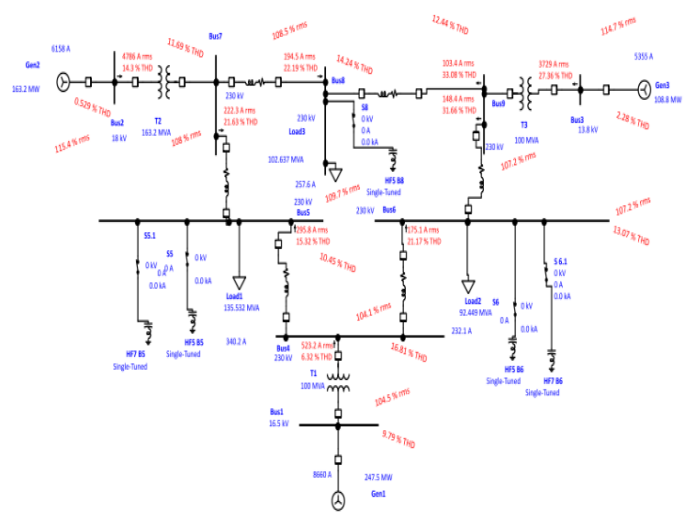 12.44 % THD
114.7 % rms
108.5 % rms
Bus7
11.69 % THD
6158 A
4786 A rms
14.3 % THD
194.5 A rms
22.19 % THD
14.24 % THD
103.4 A rms
33.08 % THD
3729 A rms
27.36 % THD
5355 A
Gen2
163.2 MW
Bus8
Gen3
108.8 MW
0.529 % THD
Bus2
18 kV
T2
163.2 MVA
230 kV
222.3 A rms
21.63 % THD
230 kV
Load3
S8
0 kV
0 A
0.0 kA
148.4 A rms
31.66 % THD
Bus9
T3
100 MVA
Bus3
13.8 kV
2.28 % THD
115.4 % rms
108 % rms
230 kV
107.2 % rms
102.637 MVA
HF5 B8
Single-Tuned
257.6 A
109.7 % rms
230 kV
Bus5
230 kV
Bus6
107.2 % rms
13.07 % THD
S5.1
S5
0 kV
0 A
0.0 kA
0 kV
0 A
0.0 kA
295.8 A rms
15.32 % THD
10.45 % THD
175.1 A rms
21.17 % THD
S 6.1
0 kV
0 A
0.0 kA
Load1
135.532 MVA
Load2
92.449 MVA
S6
0 kV
0 A
0.0 kA
104.1 % rms
232.1 A
340.2 A
HF7 B5
Single-Tuned
HF5 B5
Single-Tuned
Bus4
230 kV
523.2 A rms
6.32 % THD
16.81 % THD
T1
100 MVA
HF5 B6
Single-Tuned
HF7 B6
Single-Tuned
104.5 % rms
Bus1
16.5 kV
9.79 % THD
8660 A
247.5 MW
Gen1